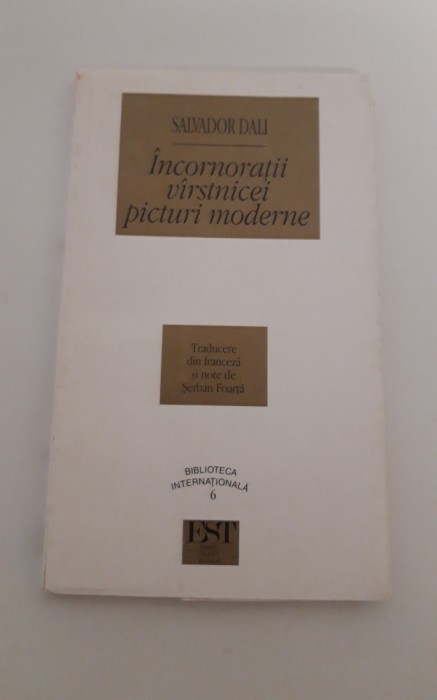 SALVADOR DALI
Încornorații
vîrstnicei
picturi moderne
Traducere
din franceză
și note de
Șerban Foarță
BIBLIOTECA
INTERNAȚIONALĂ
6
EST